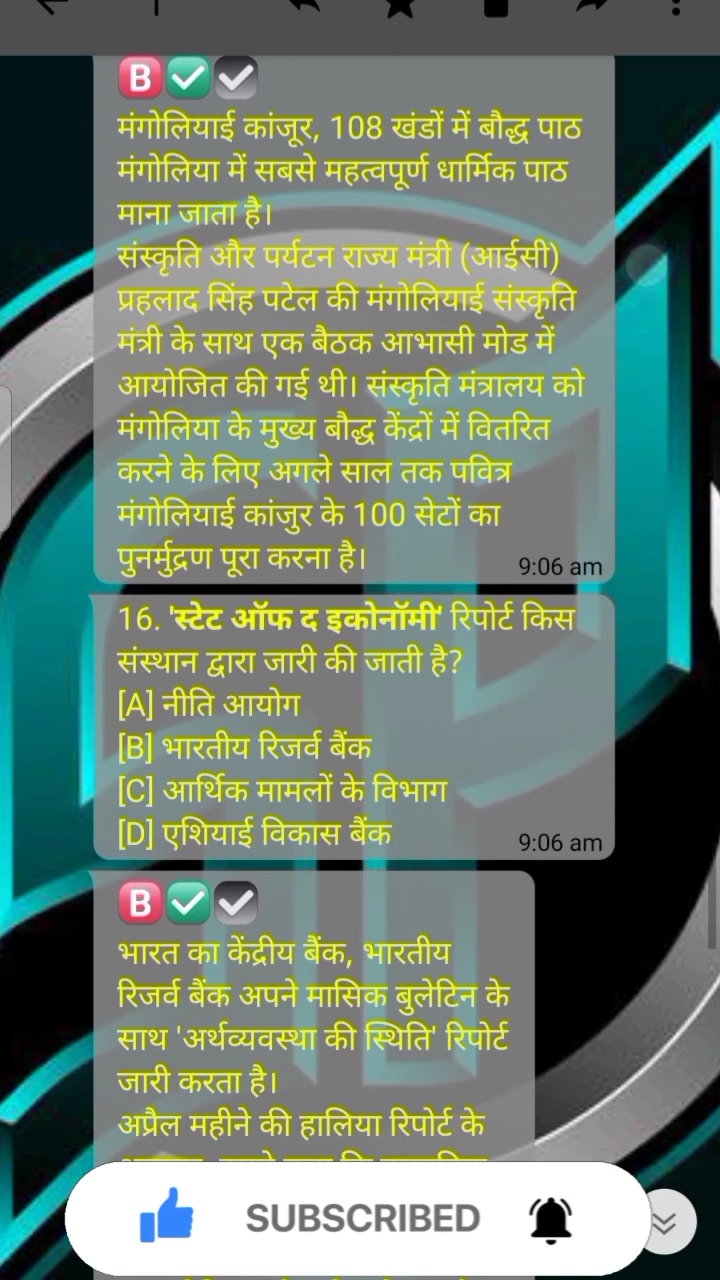 B
मंगोलियाई कांजूर, 108 खंडों में बौद्ध पाठ
मंगोलिया में सबसे महत्वपूर्ण धार्मिक पाठ
माना जाता है।
संस्कृति और पर्यटन राज्य मंत्री (आईसी)
प्रहलाद सिंह पटेल की मंगोलियाई संस्कृति
मंत्री के साथ एक बैठक आभासी मोड में
आयोजित की गई थी। संस्कृति मंत्रालय को
मंगोलिया के मुख्य बौद्ध केंद्रों में वितरित
करने के लिए अगले साल तक पवित्र
मंगोलियाई कांजुर के 100 सेटों का
पुनर्मुद्रण पूरा करना है।
9:06 am
16. 'स्टेट ऑफ द इकोनॉमी' रिपोर्ट किस
संस्थान द्वारा जारी की जाती है?
[A] नीति आयोग
[B] भारतीय रिजर्व बैंक
[C] आर्थिक मामलों के विभाग
[D] एशियाई विकास बैंक
9:06 am
B
भारत का केंद्रीय बैंक, भारतीय
रिजर्व बैंक अपने मासिक बुलेटिन के
साथ 'अर्थव्यवस्था की स्थिति' रिपोर्ट
जारी करता है।
अप्रैल महीने की हालिया रिपोर्ट के
SUBSCRIBED